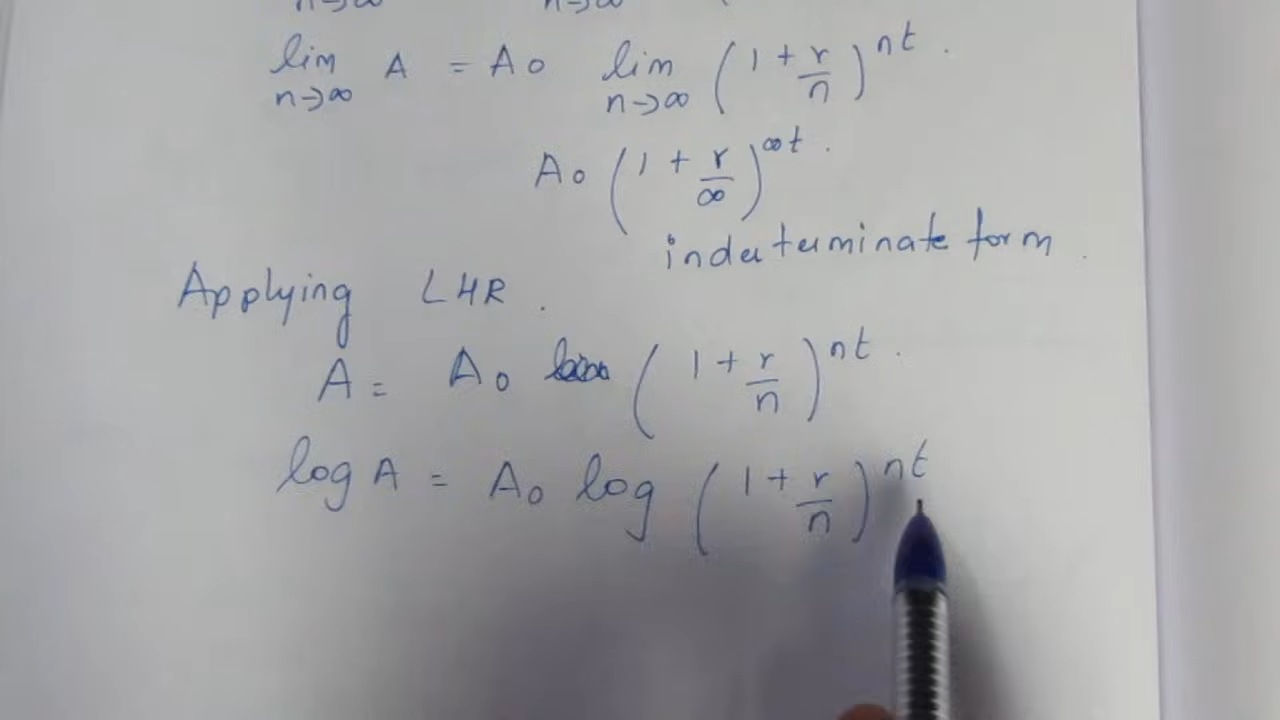 n→∞ n→∞
lim n→∞ A = A₀ lim n→∞ (1 + r/n)^nt .
A₀ (1 + r/∞)^∞t .
indeterminate form .
Applying LHR .
A = A₀ (1 + r/n)^nt .
log A = A₀ log (1 + r/n)^nt